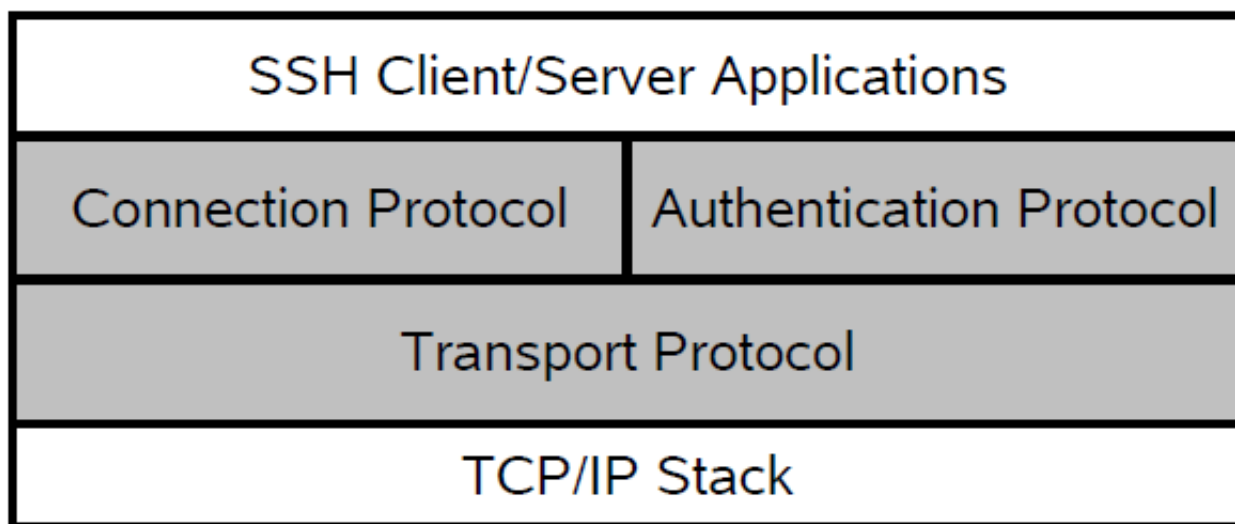 SSH Client/Server Applications
Connection Protocol
Authentication Protocol
Transport Protocol
TCP/IP Stack